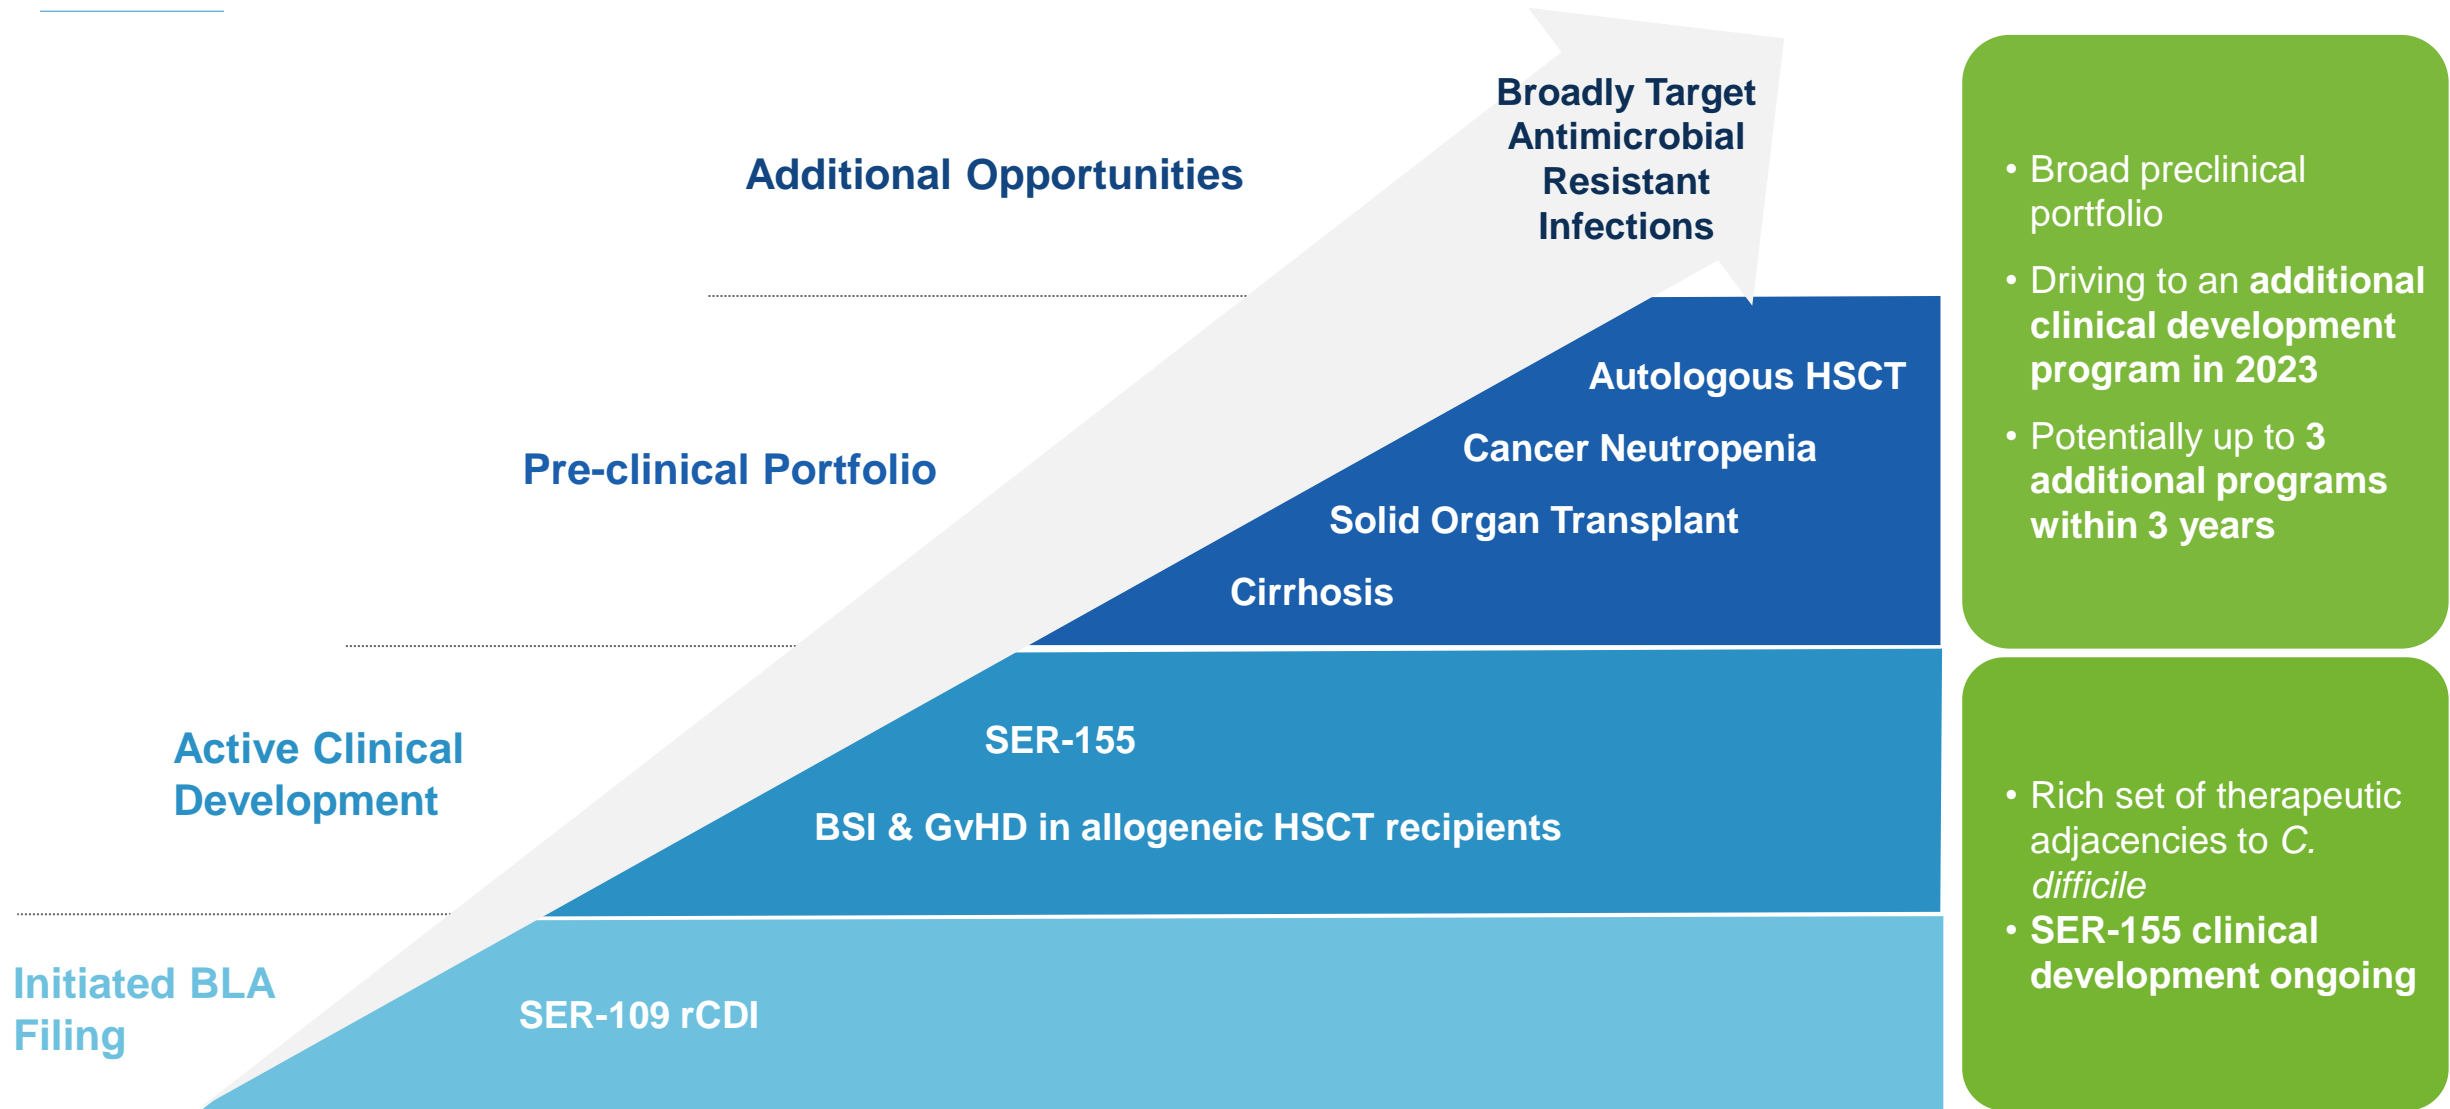 Additional Opportunities
Broadly Target
Antimicrobial
Resistant
Infections
Pre-clinical Portfolio
Autologous HSCT
Cancer Neutropenia
Solid Organ Transplant
Cirrhosis
Active Clinical
Development
SER-155
BSI & GvHD in allogeneic HSCT recipients
Initiated BLA
Filing
SER-109 rCDI
• Broad preclinical
portfolio
• Driving to an additional
clinical development
program in 2023
• Potentially up to 3
additional programs
within 3 years
• Rich set of therapeutic
adjacencies to C.
difficile
• SER-155 clinical
development ongoing